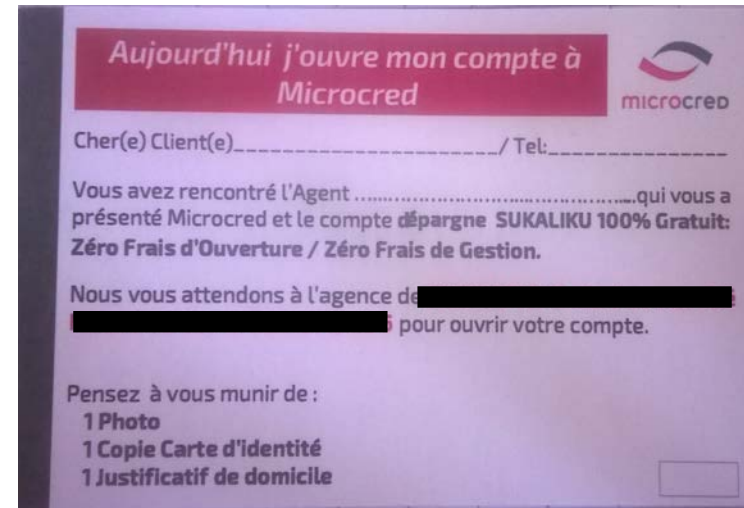 Aujourd'hui j'ouvre mon compte à
Microcred
microcred
Cher(e) Client(e)______________________/ Tel:_______________
Vous avez rencontré l'Agent ................................................qui vous a
présenté Microcred et le compte dépargne SUKALIKU 100% Gratuit:
Zéro Frais d'Ouverture / Zéro Frais de Gestion.
Nous vous attendons à l'agence de
pour ouvrir votre compte.
Pensez à vous munir de :
1 Photo
1 Copie Carte d'identité
1 Justificatif de domicile